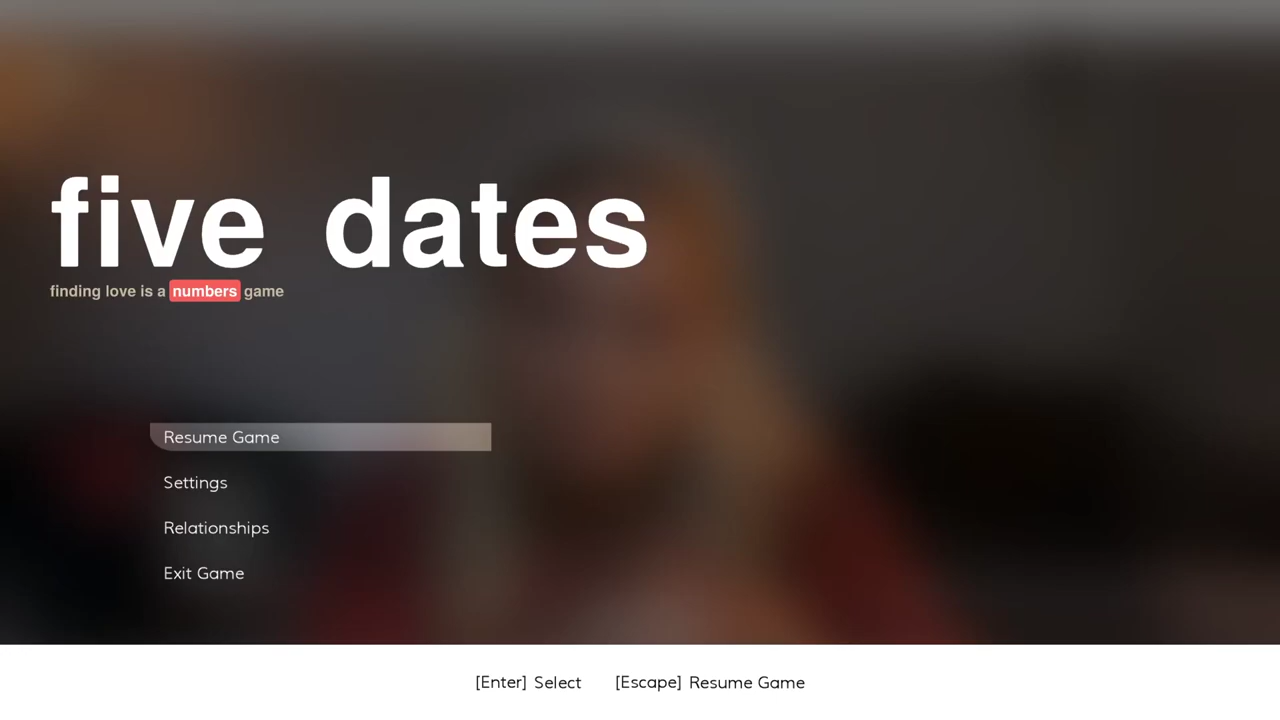 five dates
finding love is a numbers game
Resume Game
Settings
Relationships
Exit Game
[Enter] Select [Escape] Resume Game